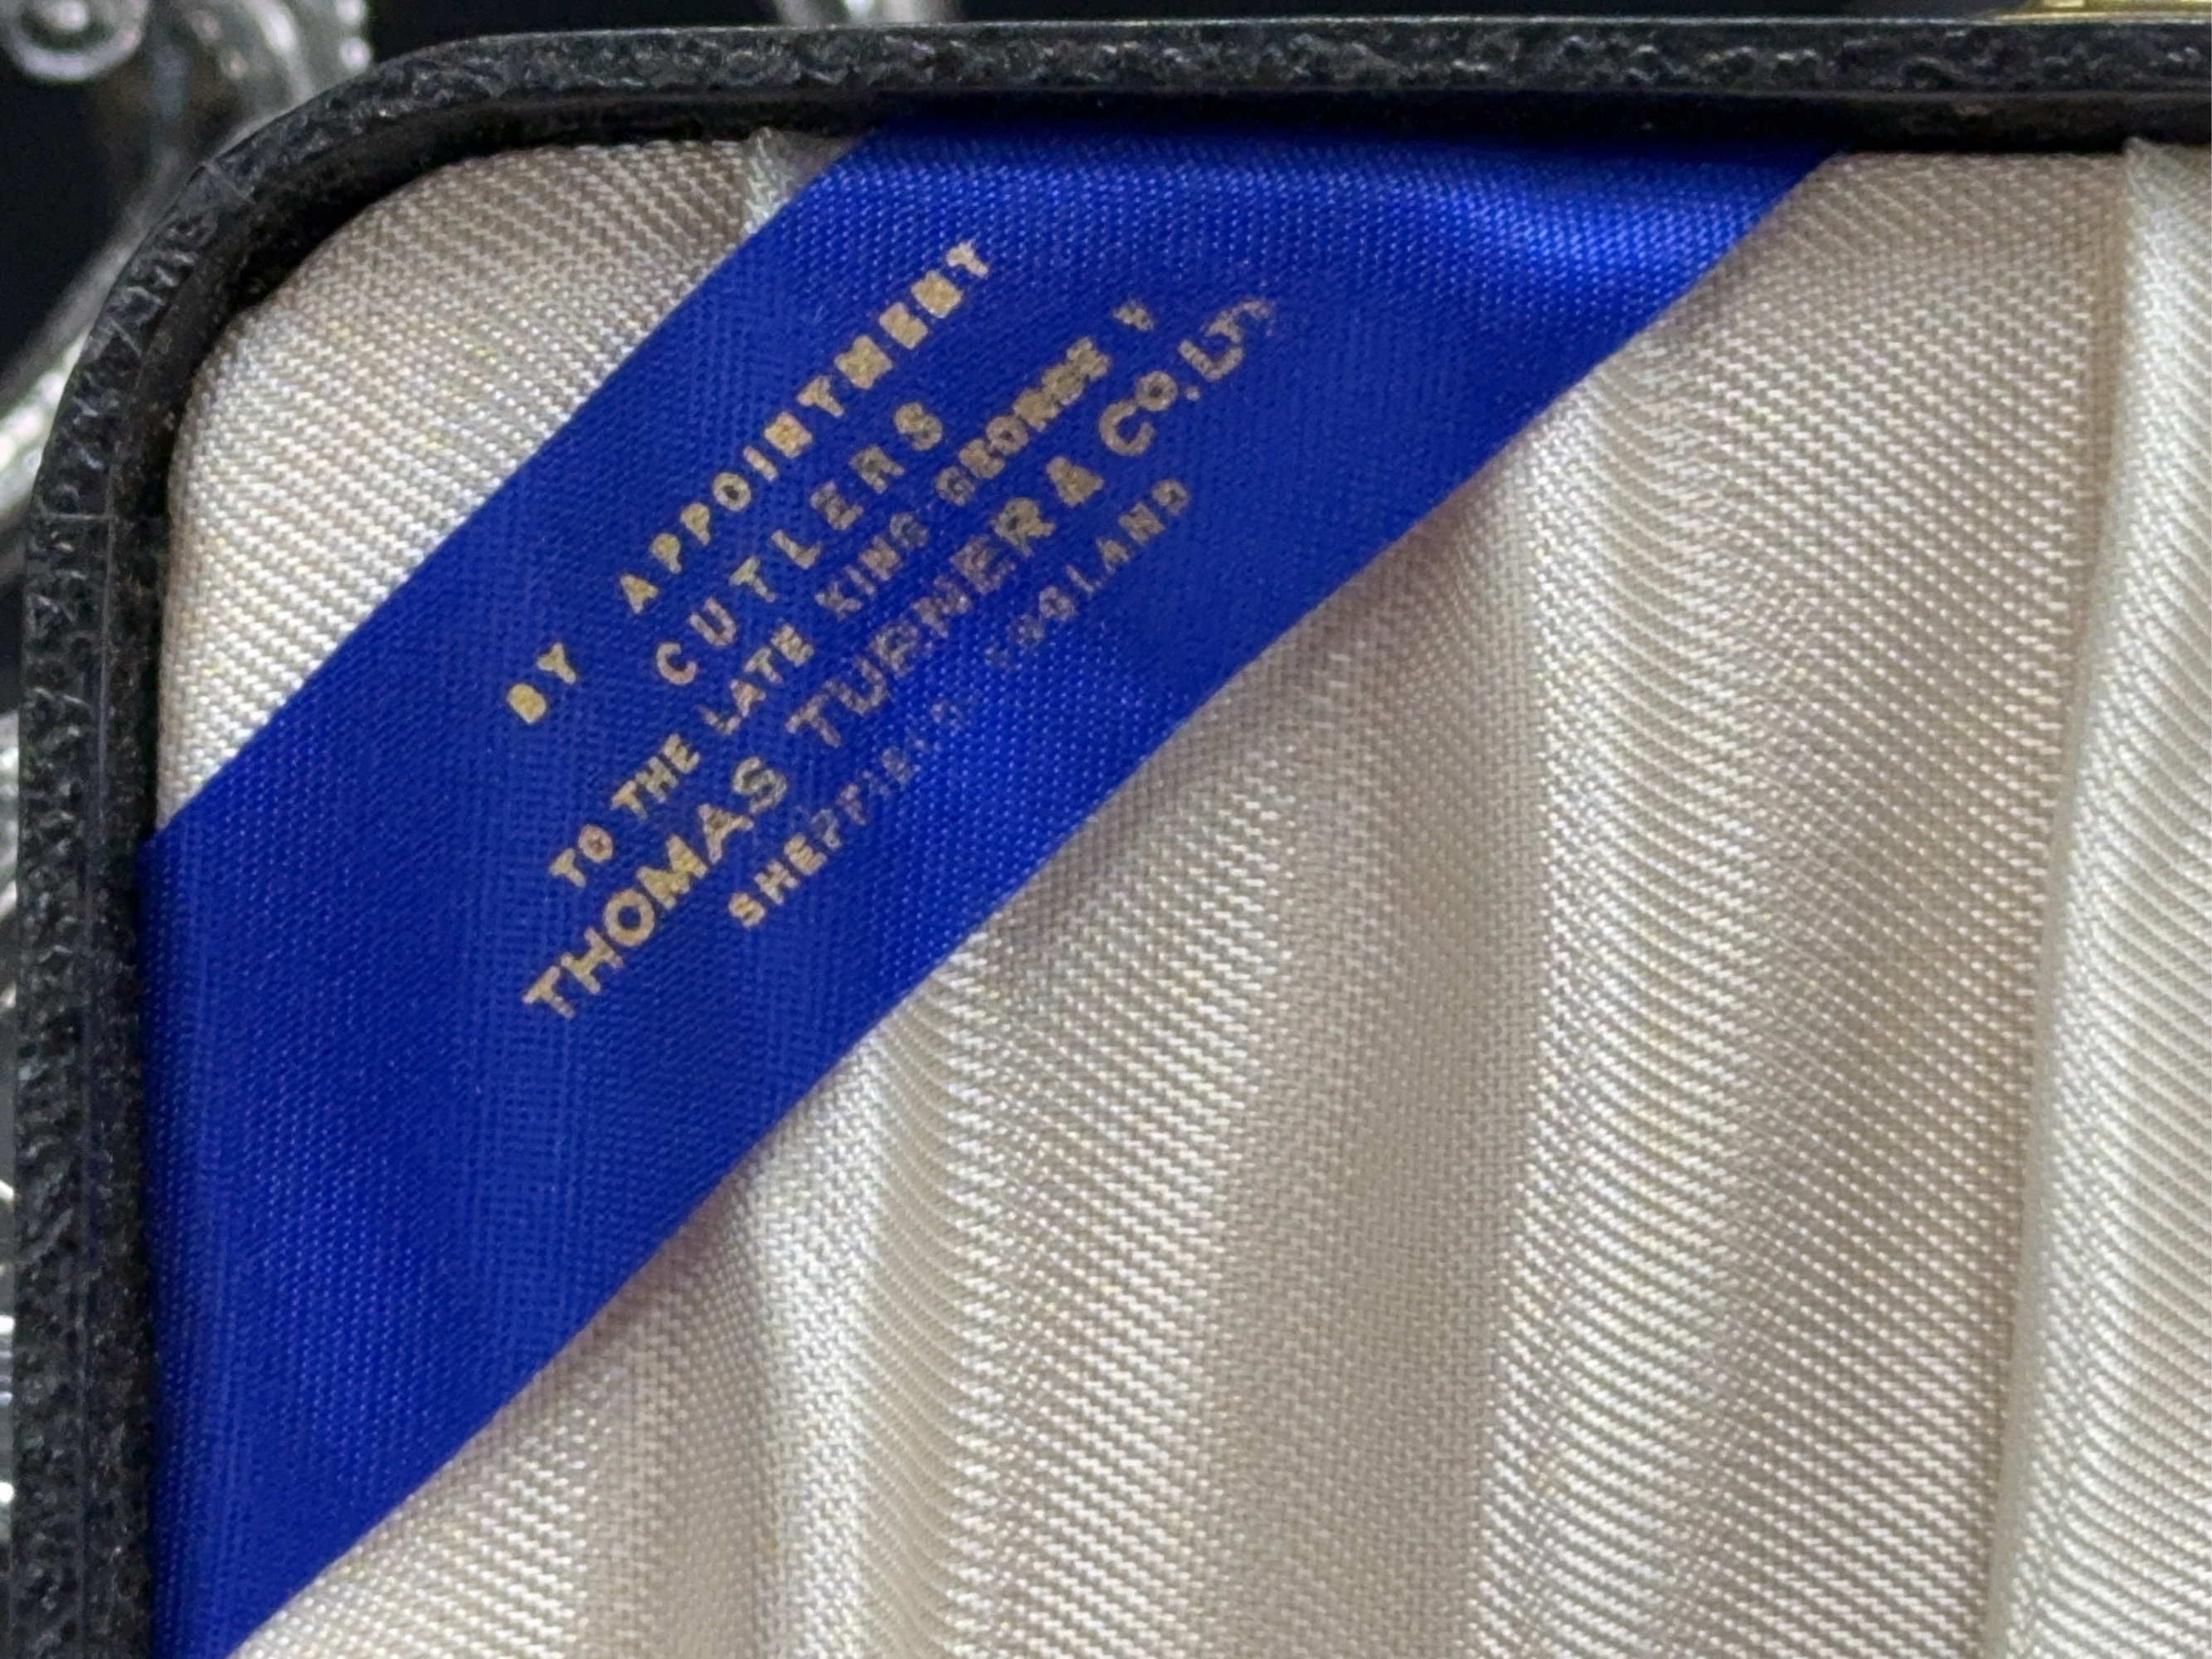 BY APPOINTMENT
CUTLERS
TO THE LATE KING GEORGE V
THOMAS TURNER & CO. LTD
SHEFFIELD ENGLAND